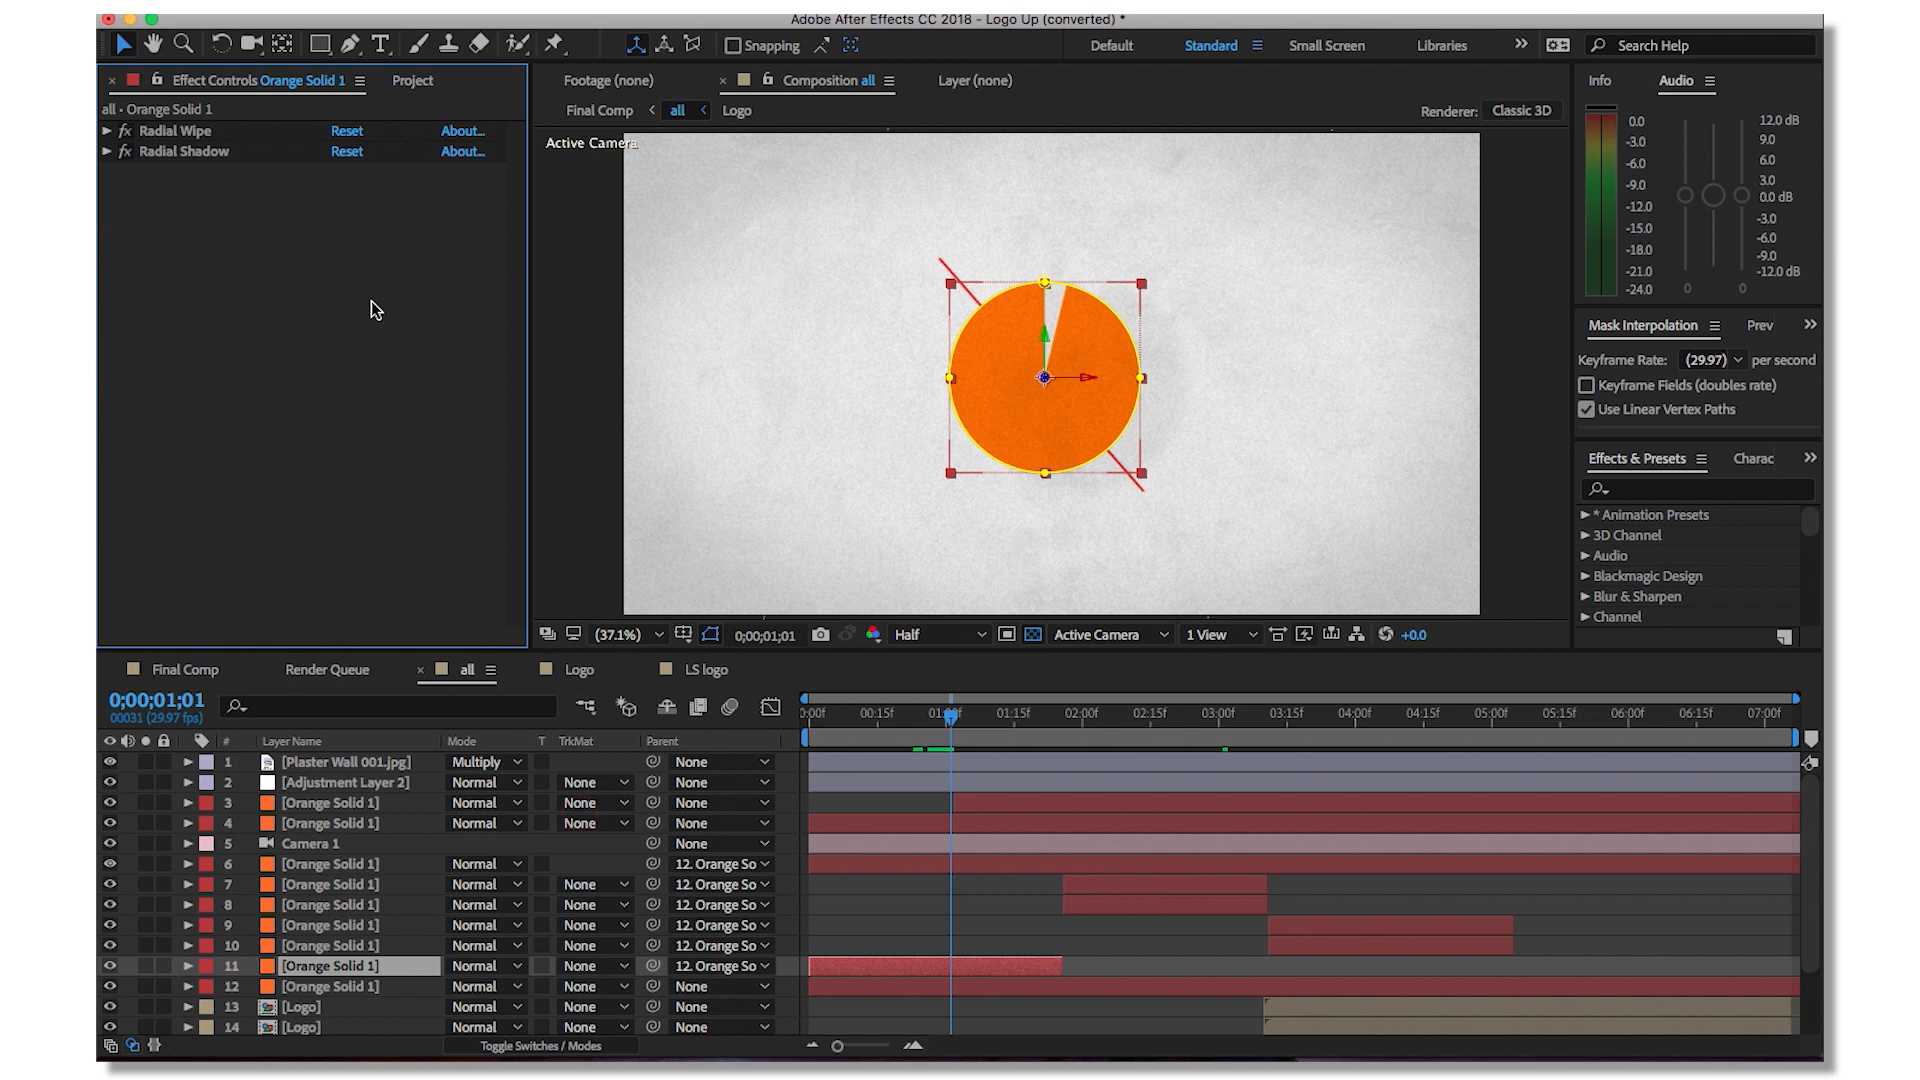 Adobe After Effects CC 2018 - Logo Up (converted) *
Snapping
Default
Standard
Small Screen
Libraries
Search Help
Effect Controls Orange Solid 1
Project
all · Orange Solid 1
fx Radial Wipe Reset About...
fx Radial Shadow Reset About...
Footage (none)
Composition all
Layer (none)
Final Comp
all
Logo
Renderer: Classic 3D
Active Camera
(37.1%)
0;00;01;01
Half
Active Camera
1 View
+0.0
Info
Audio
0.0
-3.0
-6.0
-9.0
-12.0
-15.0
-18.0
-21.0
-24.0
12.0 dB
9.0
6.0
3.0
0.0 dB
-3.0
-6.0
-9.0
-12.0 dB
0
0
Mask Interpolation
Prev
Keyframe Rate: (29.97) per second
Keyframe Fields (doubles rate)
Use Linear Vertex Paths
Effects & Presets
Charac
* Animation Presets
3D Channel
Audio
Blackmagic Design
Blur & Sharpen
Channel
Final Comp
Render Queue
all
Logo
LS logo
0;00;01;01
00031 (29.97 fps)
00:15f
01:15f
02:00f
02:15f
03:00f
03:15f
04:00f
04:15f
05:00f
05:15f
06:00f
06:15f
07:00f
# Layer Name Mode T TrkMat Parent
1 [Plaster Wall 001.jpg] Multiply None
2 [Adjustment Layer 2] Normal None None
3 [Orange Solid 1] Normal None None
4 [Orange Solid 1] Normal None None
5 Camera 1 None
6 [Orange Solid 1] Normal 12. Orange So
7 [Orange Solid 1] Normal None 12. Orange So
8 [Orange Solid 1] Normal None 12. Orange So
9 [Orange Solid 1] Normal None 12. Orange So
10 [Orange Solid 1] Normal None 12. Orange So
11 [Orange Solid 1] Normal None 12. Orange So
12 [Orange Solid 1] Normal None None
13 [Logo] Normal None None
14 [Logo] Normal None None
Toggle Switches / Modes